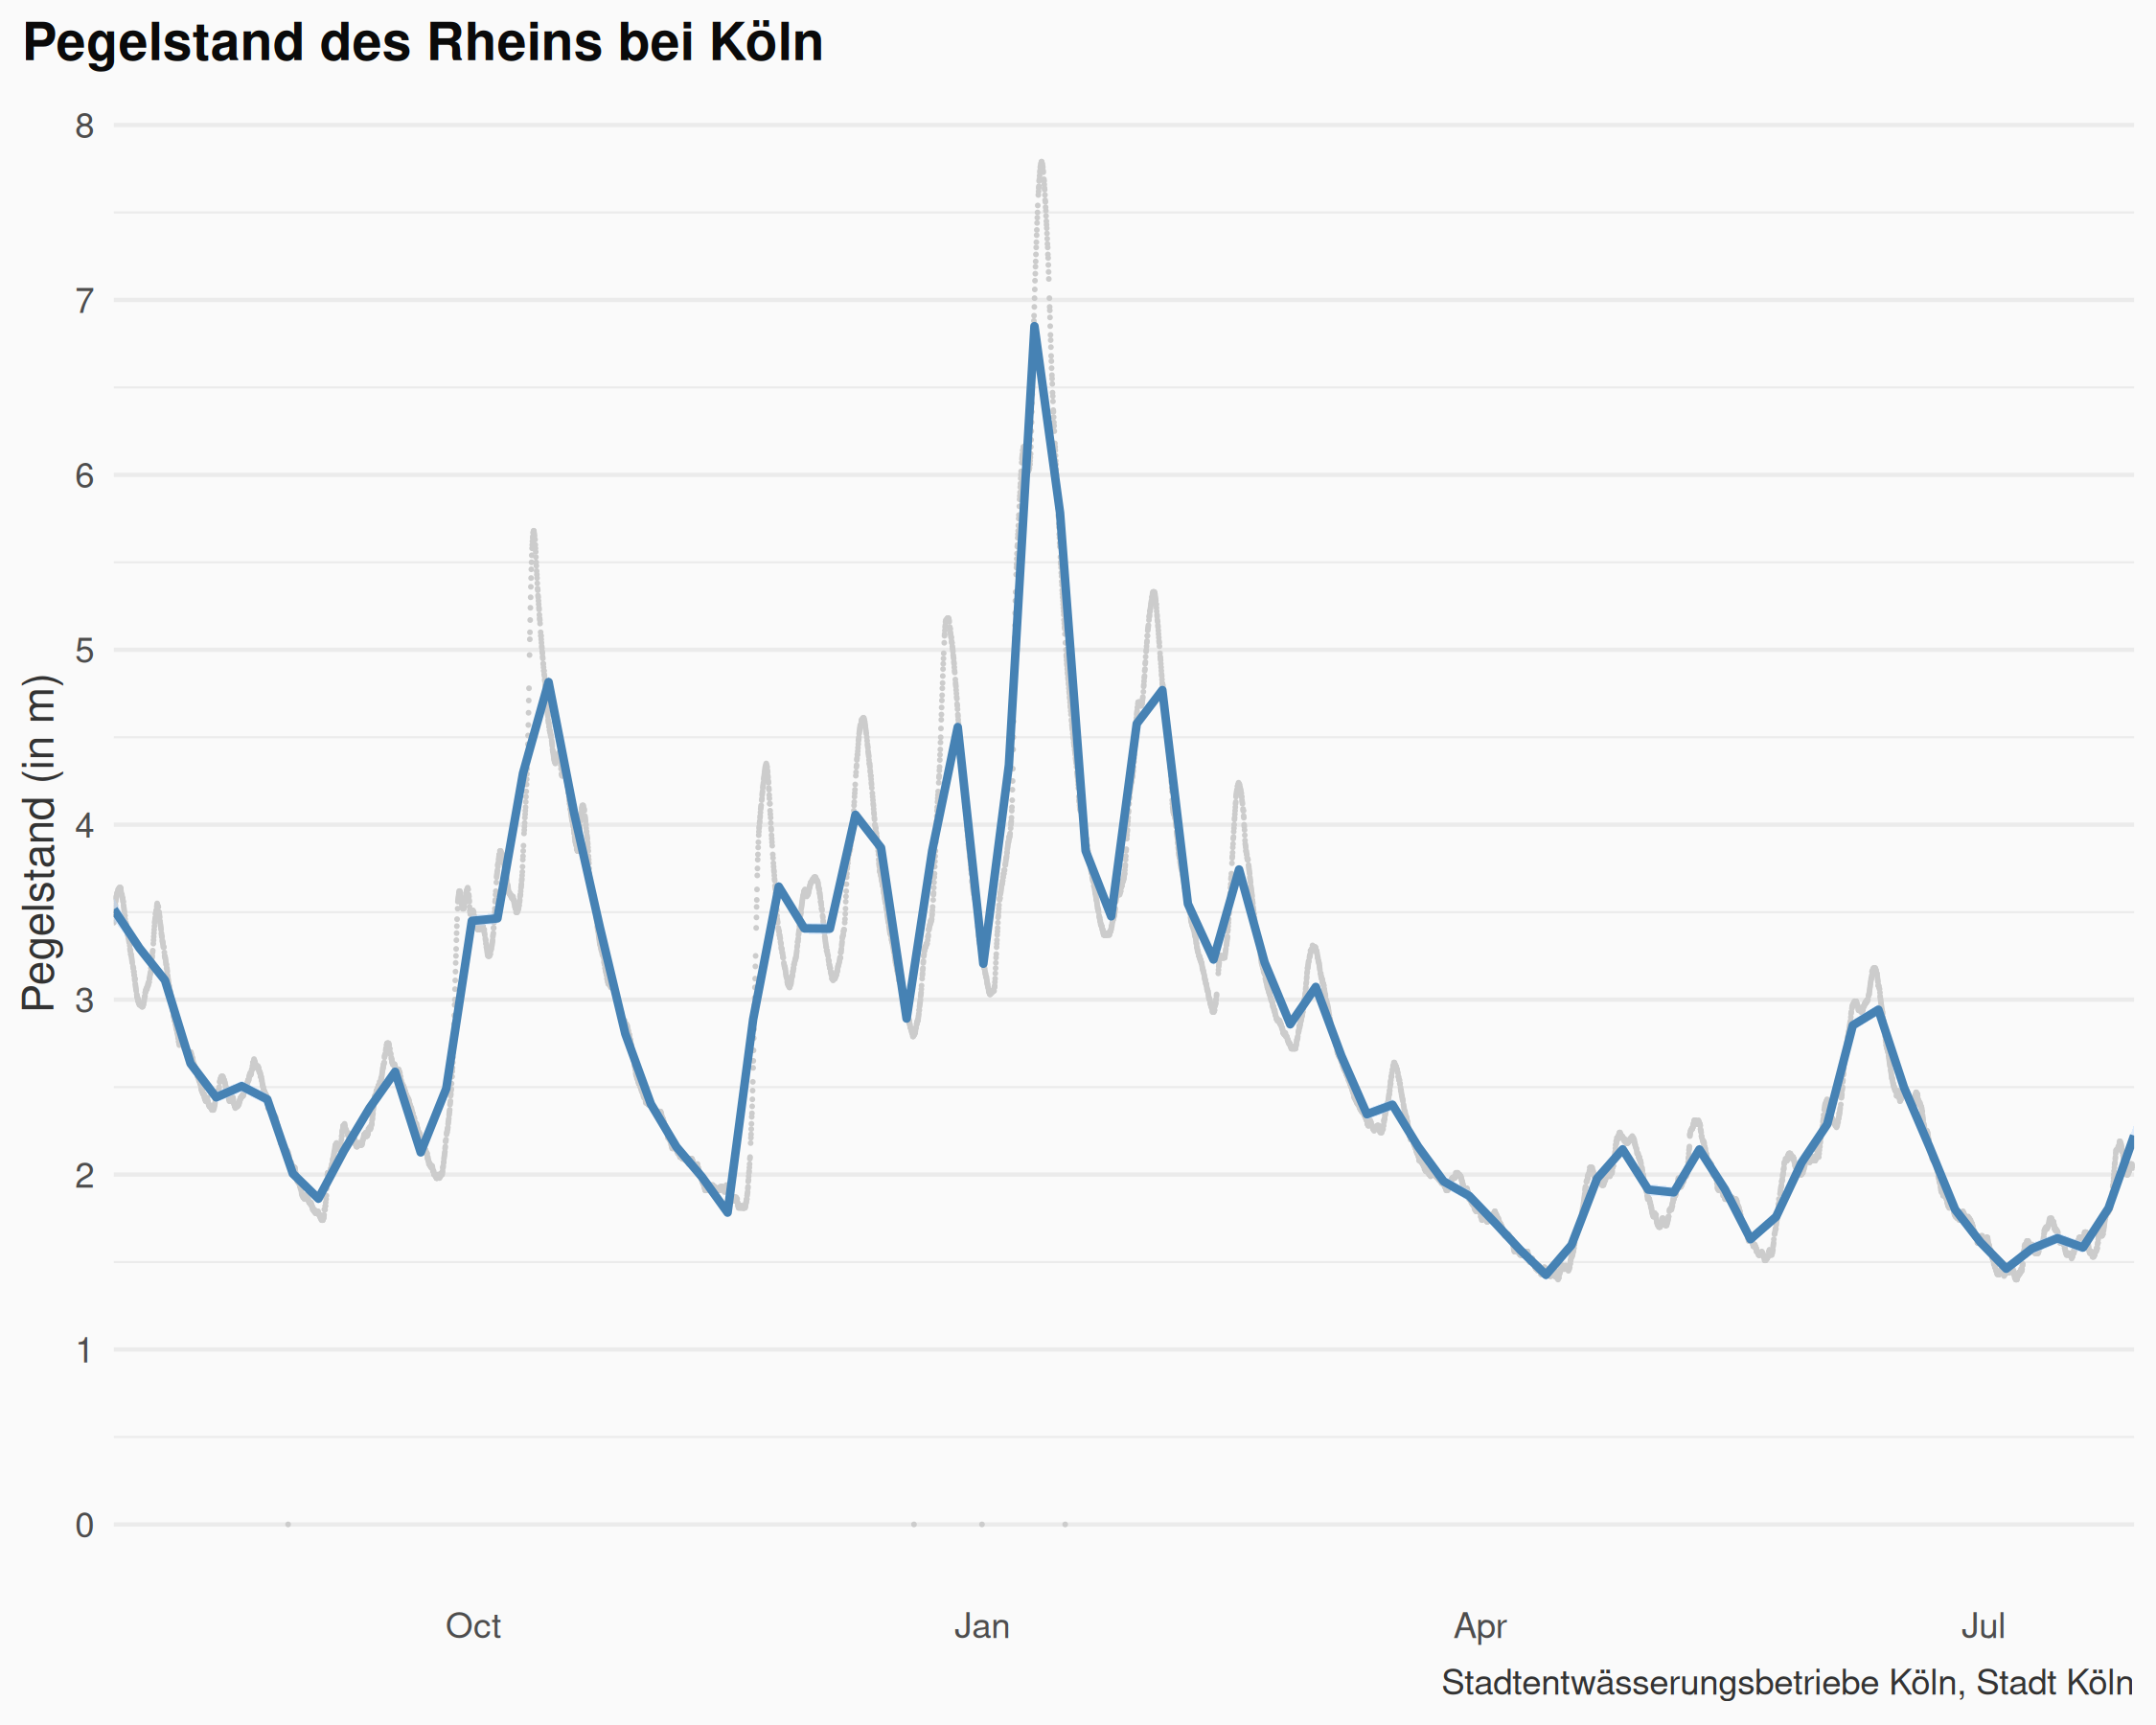 Pegelstand des Rheins bei Köln
Pegelstand (in m)
8
7
6
5
4
3
2
1
0
Oct Jan Apr Jul
Stadtentwässerungsbetriebe Köln, Stadt Köln